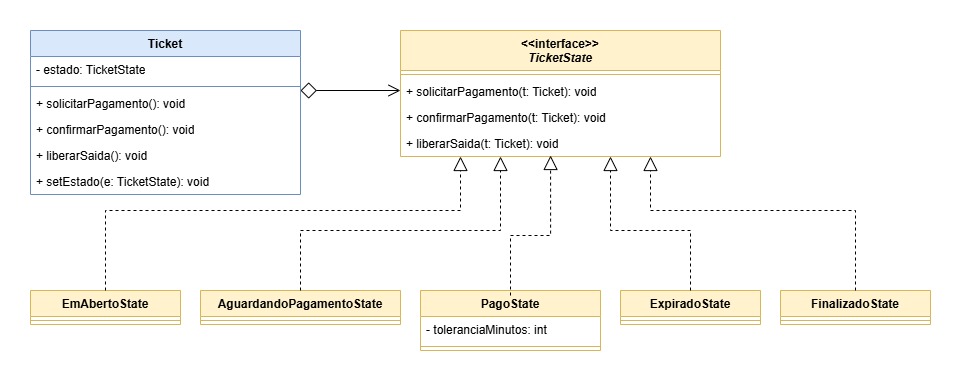 Ticket
- estado: TicketState
+ solicitarPagamento(): void
+ confirmarPagamento(): void
+ liberarSaida(): void
+ setEstado(e: TicketState): void
<<interface>>
TicketState
+ solicitarPagamento(t: Ticket): void
+ confirmarPagamento(t: Ticket): void
+ liberarSaida(t: Ticket): void
EmAbertoState
AguardandoPagamentoState
PagoState
- toleranciaMinutos: int
ExpiradoState
FinalizadoState